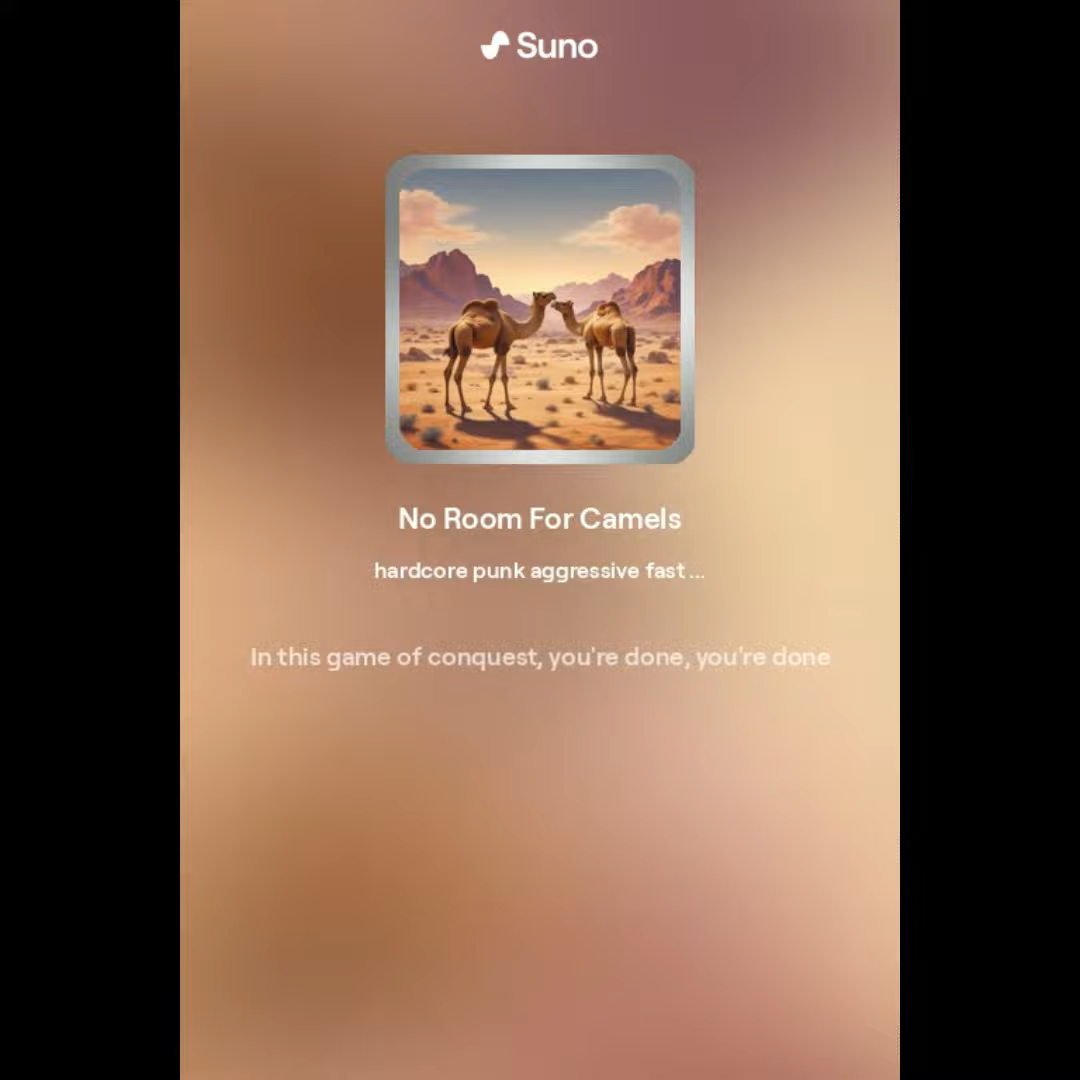 Suno
No Room For Camels
hardcore punk aggressive fast ...
In this game of conquest, you're done, you're done